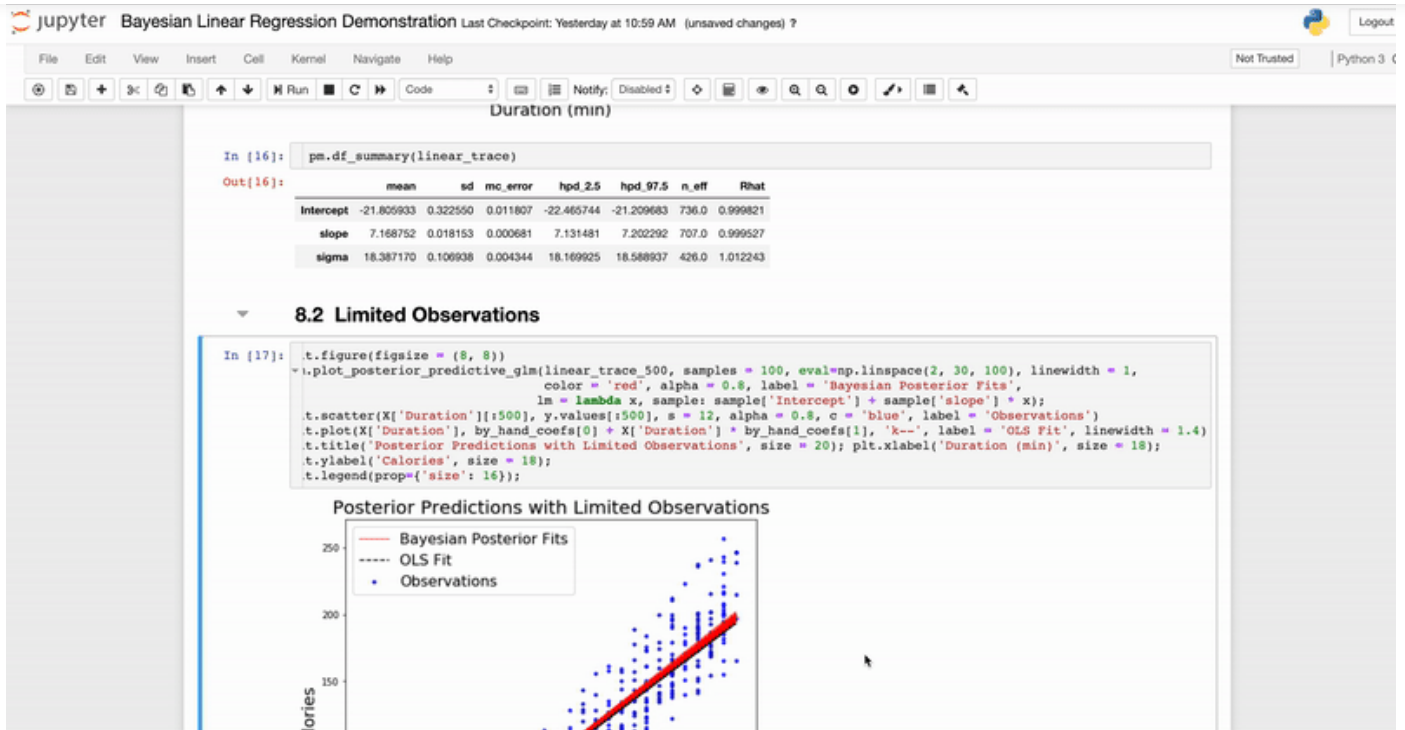 jupyter Bayesian Linear Regression Demonstration Last Checkpoint: Yesterday at 10:59 AM (unsaved changes) ? Logout
File Edit View Insert Cell Kernel Navigate Help Not Trusted Python 3
Run Code Notify: Disabled
Duration (min)
In [16]: pm.df_summary(linear_trace)
Out[16]:
mean sd mc_error hpd_2.5 hpd_97.5 n_eff Rhat
Intercept -21.805933 0.322550 0.011807 -22.465744 -21.209683 736.0 0.999821
slope 7.168752 0.018153 0.000681 7.131481 7.202292 707.0 0.999527
sigma 18.387170 0.106938 0.004344 18.169925 18.588937 426.0 1.012243
8.2 Limited Observations
In [17]: t.figure(figsize = (8, 8))
.plot_posterior_predictive_glm(linear_trace_500, samples = 100, eval=np.linspace(2, 30, 100), linewidth = 1,
color = 'red', alpha = 0.8, label = 'Bayesian Posterior Fits',
lm = lambda x, sample: sample['Intercept'] + sample['slope'] * x);
t.scatter(X['Duration'][:500], y.values[:500], s = 12, alpha = 0.8, c = 'blue', label = 'Observations')
t.plot(X['Duration'], by_hand_coefs[0] + X['Duration'] * by_hand_coefs[1], 'k--', label = 'OLS Fit', linewidth = 1.4)
t.title('Posterior Predictions with Limited Observations', size = 20); plt.xlabel('Duration (min)', size = 18);
t.ylabel('Calories', size = 18);
t.legend(prop={'size': 16});
Posterior Predictions with Limited Observations
Bayesian Posterior Fits
OLS Fit
Observations
250
200
150
lories